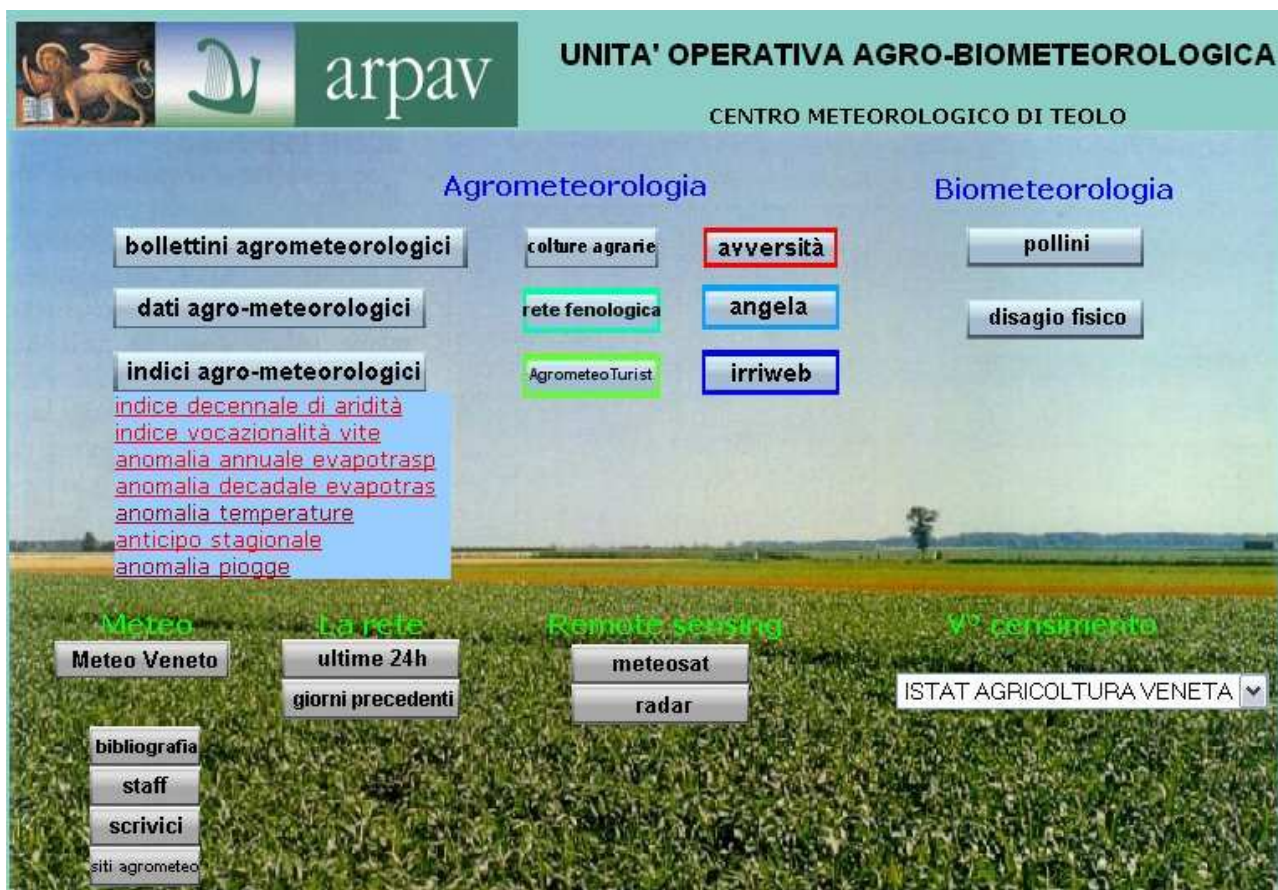 arpav
UNITA' OPERATIVA AGRO-BIOMETEOROLOGICA
CENTRO METEOROLOGICO DI TEOLO
Agrometeorologia
Biometeorologia
bollettini agrometeorologici
colture agrarie
avversità
pollini
dati agro-meteorologici
rete fenologica
angela
disagio fisico
indici agro-meteorologici
AgrometeoTurist
irriweb
indice decennale di aridità
indice vocazionalità vite
anomalia annuale evapotrasp
anomalia decadale evapotras
anomalia temperature
anticipo stagionale
anomalia piogge
Meteo
La rete
Remote sensing
V° censimento
Meteo Veneto
ultime 24h
meteosat
giorni precedenti
radar
ISTAT AGRICOLTURA VENETA
bibliografia
staff
scrivici
siti agrometeo